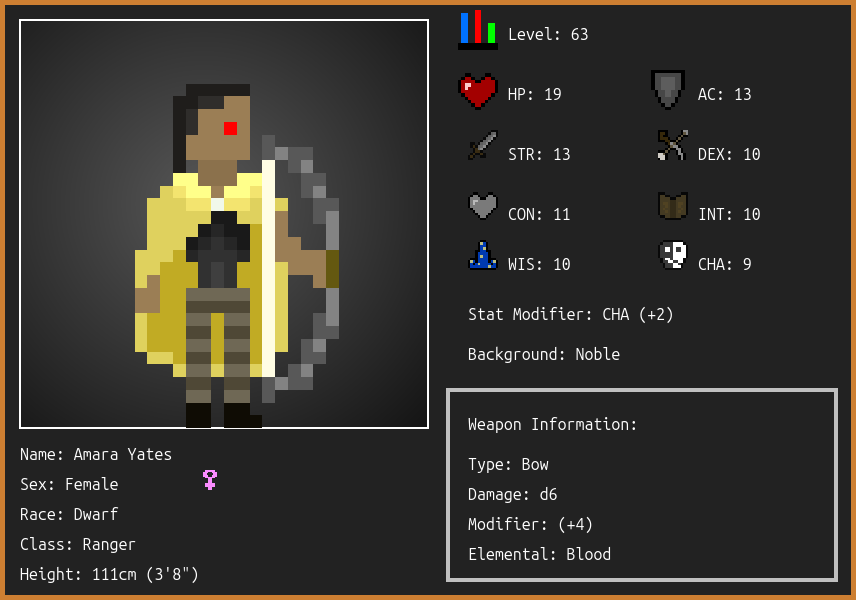 Level: 63
HP: 19
AC: 13
STR: 13
DEX: 10
CON: 11
INT: 10
WIS: 10
CHA: 9
Stat Modifier: CHA (+2)
Background: Noble
Name: Amara Yates
Sex: Female
Race: Dwarf
Class: Ranger
Height: 111cm (3'8")
Weapon Information:
Type: Bow
Damage: d6
Modifier: (+4)
Elemental: Blood